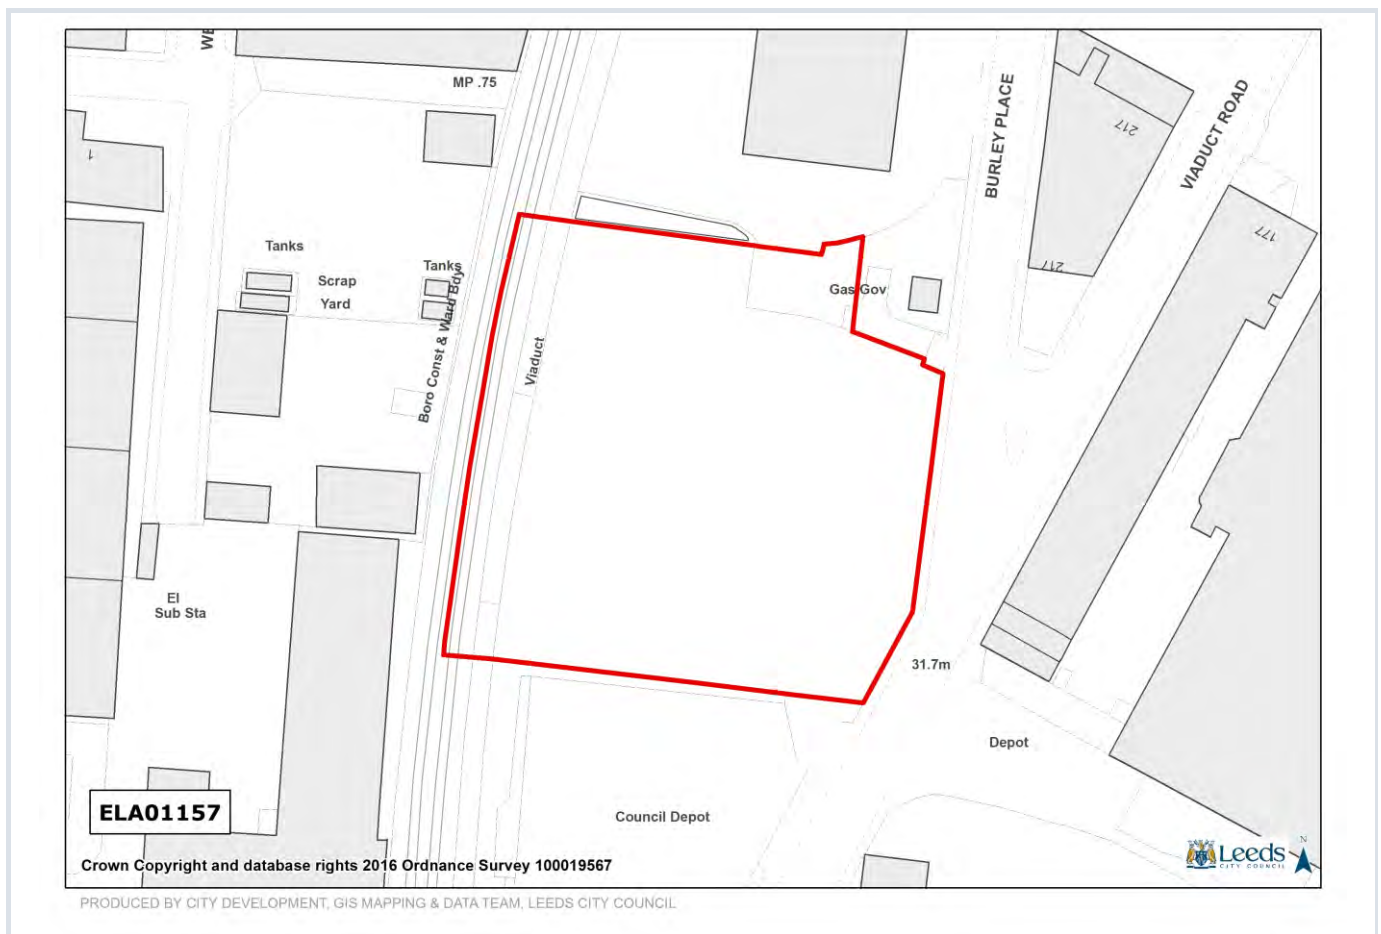 WE
MP .75
BURLEY PLACE
217
VIADUCT ROAD
1
177
217
Tanks
Tanks
Scrap
Yard
Gas Gov
Boro Const & Ward Bdy
Viaduct
El
Sub Sta
31.7m
Depot
ELA01157
Council Depot
Leeds
CITY COUNCIL
N
Crown Copyright and database rights 2016 Ordnance Survey 100019567
PRODUCED BY CITY DEVELOPMENT, GIS MAPPING & DATA TEAM, LEEDS CITY COUNCIL